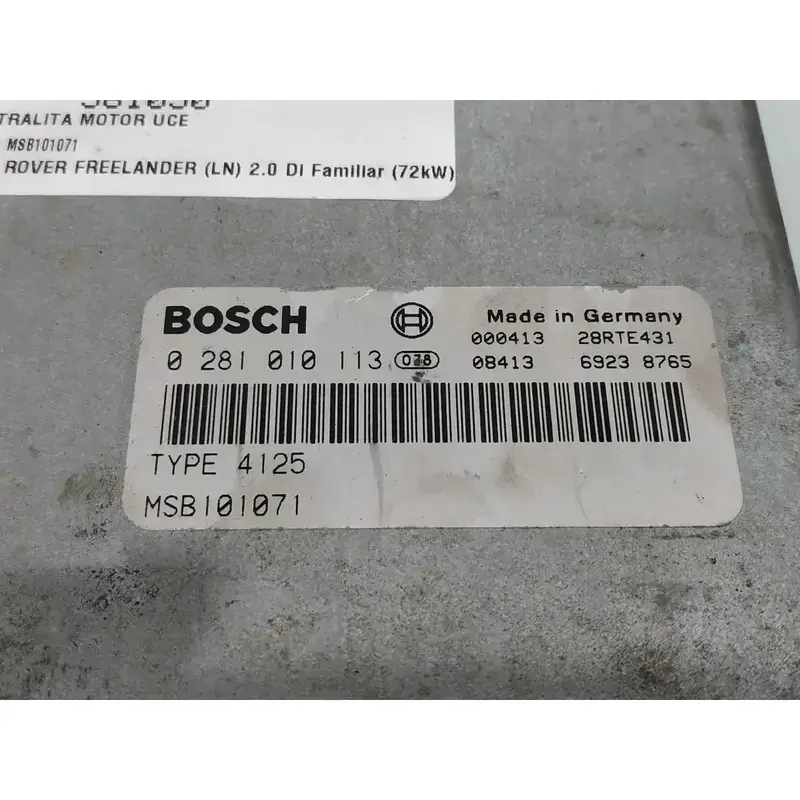 TRALITA MOTOR UCE
MSB101071
ROVER FREELANDER (LN) 2.0 DI Familiar (72kW)
BOSCH
Made in Germany
000413 28RTE431
0 281 010 113 038 08413 6923 8765
TYPE 4125
MSB101071